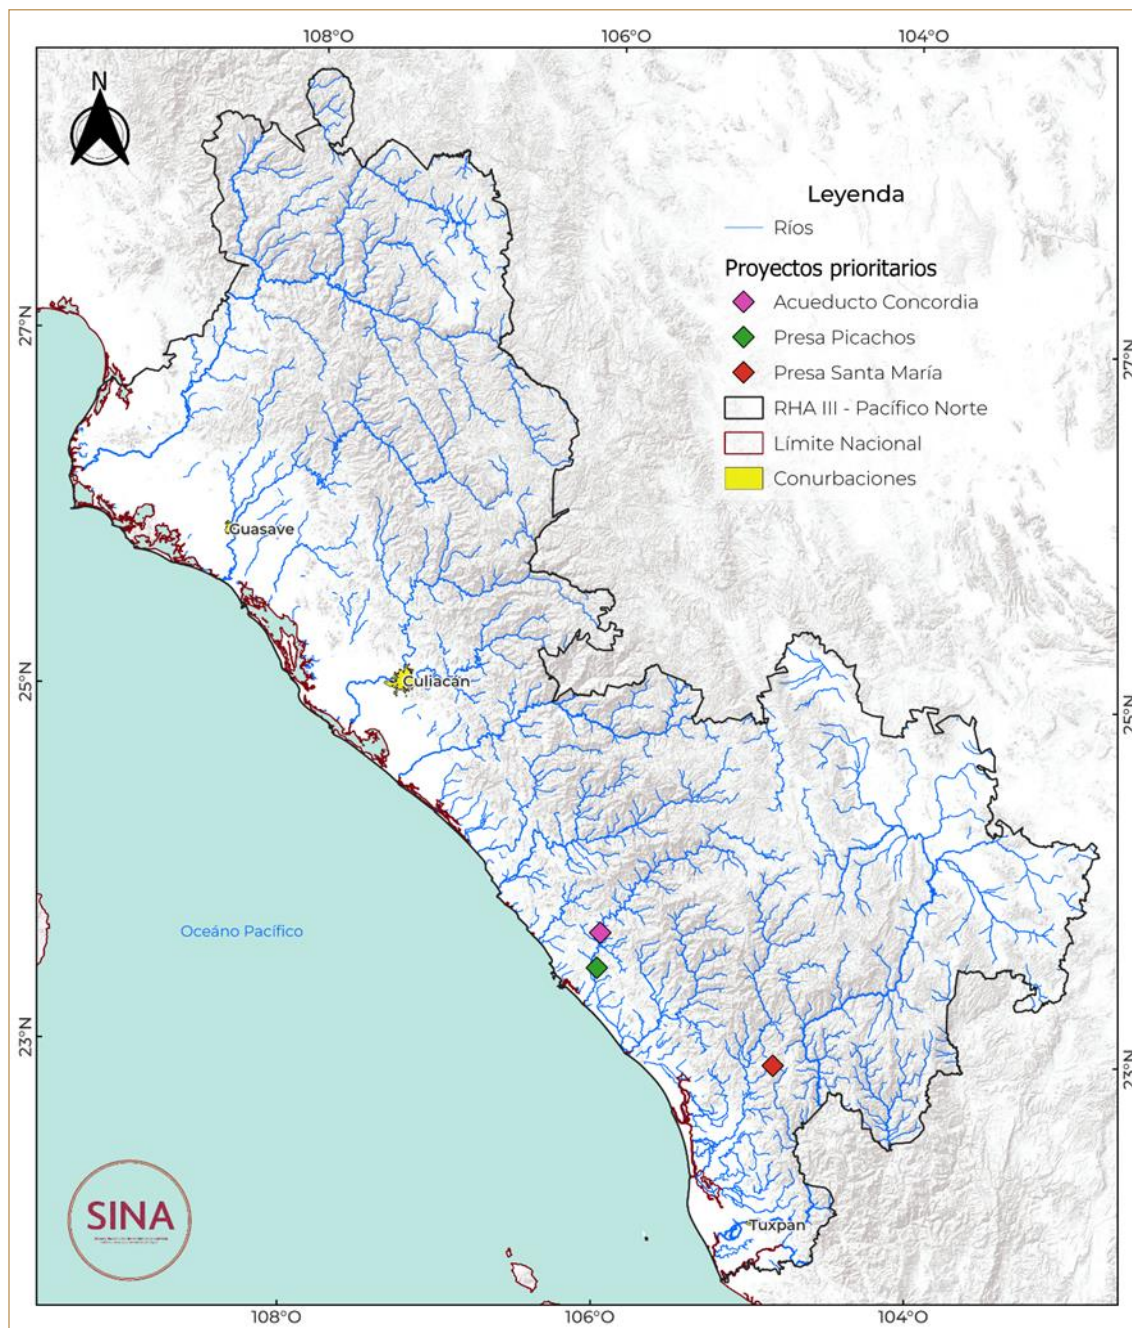 108°O
106°O
104°O
N
Leyenda
Ríos
Proyectos prioritarios
Acueducto Concordia
Presa Picachos
Presa Santa María
RHA III - Pacífico Norte
Límite Nacional
Conurbaciones
27°N
27°N
Guasave
25°N
Culiacán
25°N
Oceáno Pacífico
23°N
23°N
SINA
Tuxpan
108°O
106°O
104°O